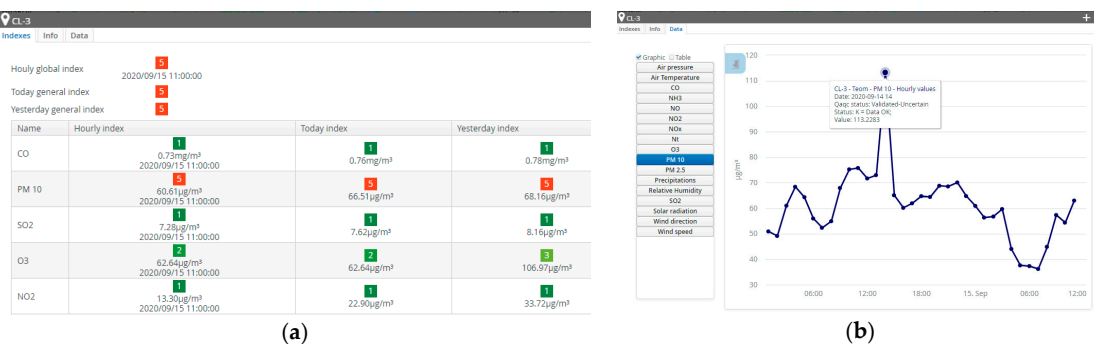 CL-3
Indexes Info Data
Houly global index
5
2020/09/15 11:00:00
Today general index 5
Yesterday general index 5
Name Hourly index Today index Yesterday index
CO
1 1 1
0.73mg/m³ 0.76mg/m³ 0.78mg/m³
2020/09/15 11:00:00
PM 10
5 5 5
60.61µg/m³ 66.51µg/m³ 68.16µg/m³
2020/09/15 11:00:00
SO2
1 1 1
7.28µg/m³ 7.62µg/m³ 8.16µg/m³
2020/09/15 11:00:00
O3
2 2 3
62.64µg/m³ 62.64µg/m³ 106.97µg/m³
2020/09/15 11:00:00
NO2
1 1 1
13.30µg/m³ 22.90µg/m³ 33.72µg/m³
2020/09/15 11:00:00
(a)
CL-3
Indexes Info Data
Graphic Table
Air pressure
Air Temperature
CO
NH3
NO
NO2
NOx
Nt
O3
PM 10
PM 2.5
Precipitations
Relative Humidity
SO2
Solar radiation
Wind direction
Wind speed
µg/m³
120
110
100
90
80
70
60
50
40
30
CL-3 - Teom - PM 10 - Hourly values
Date: 2020-09-14 14
Qaqc status: Validated-Uncertain
Status: K = Data OK;
Value: 113.2283
06:00 12:00 18:00 15. Sep 06:00 12:00
(b)